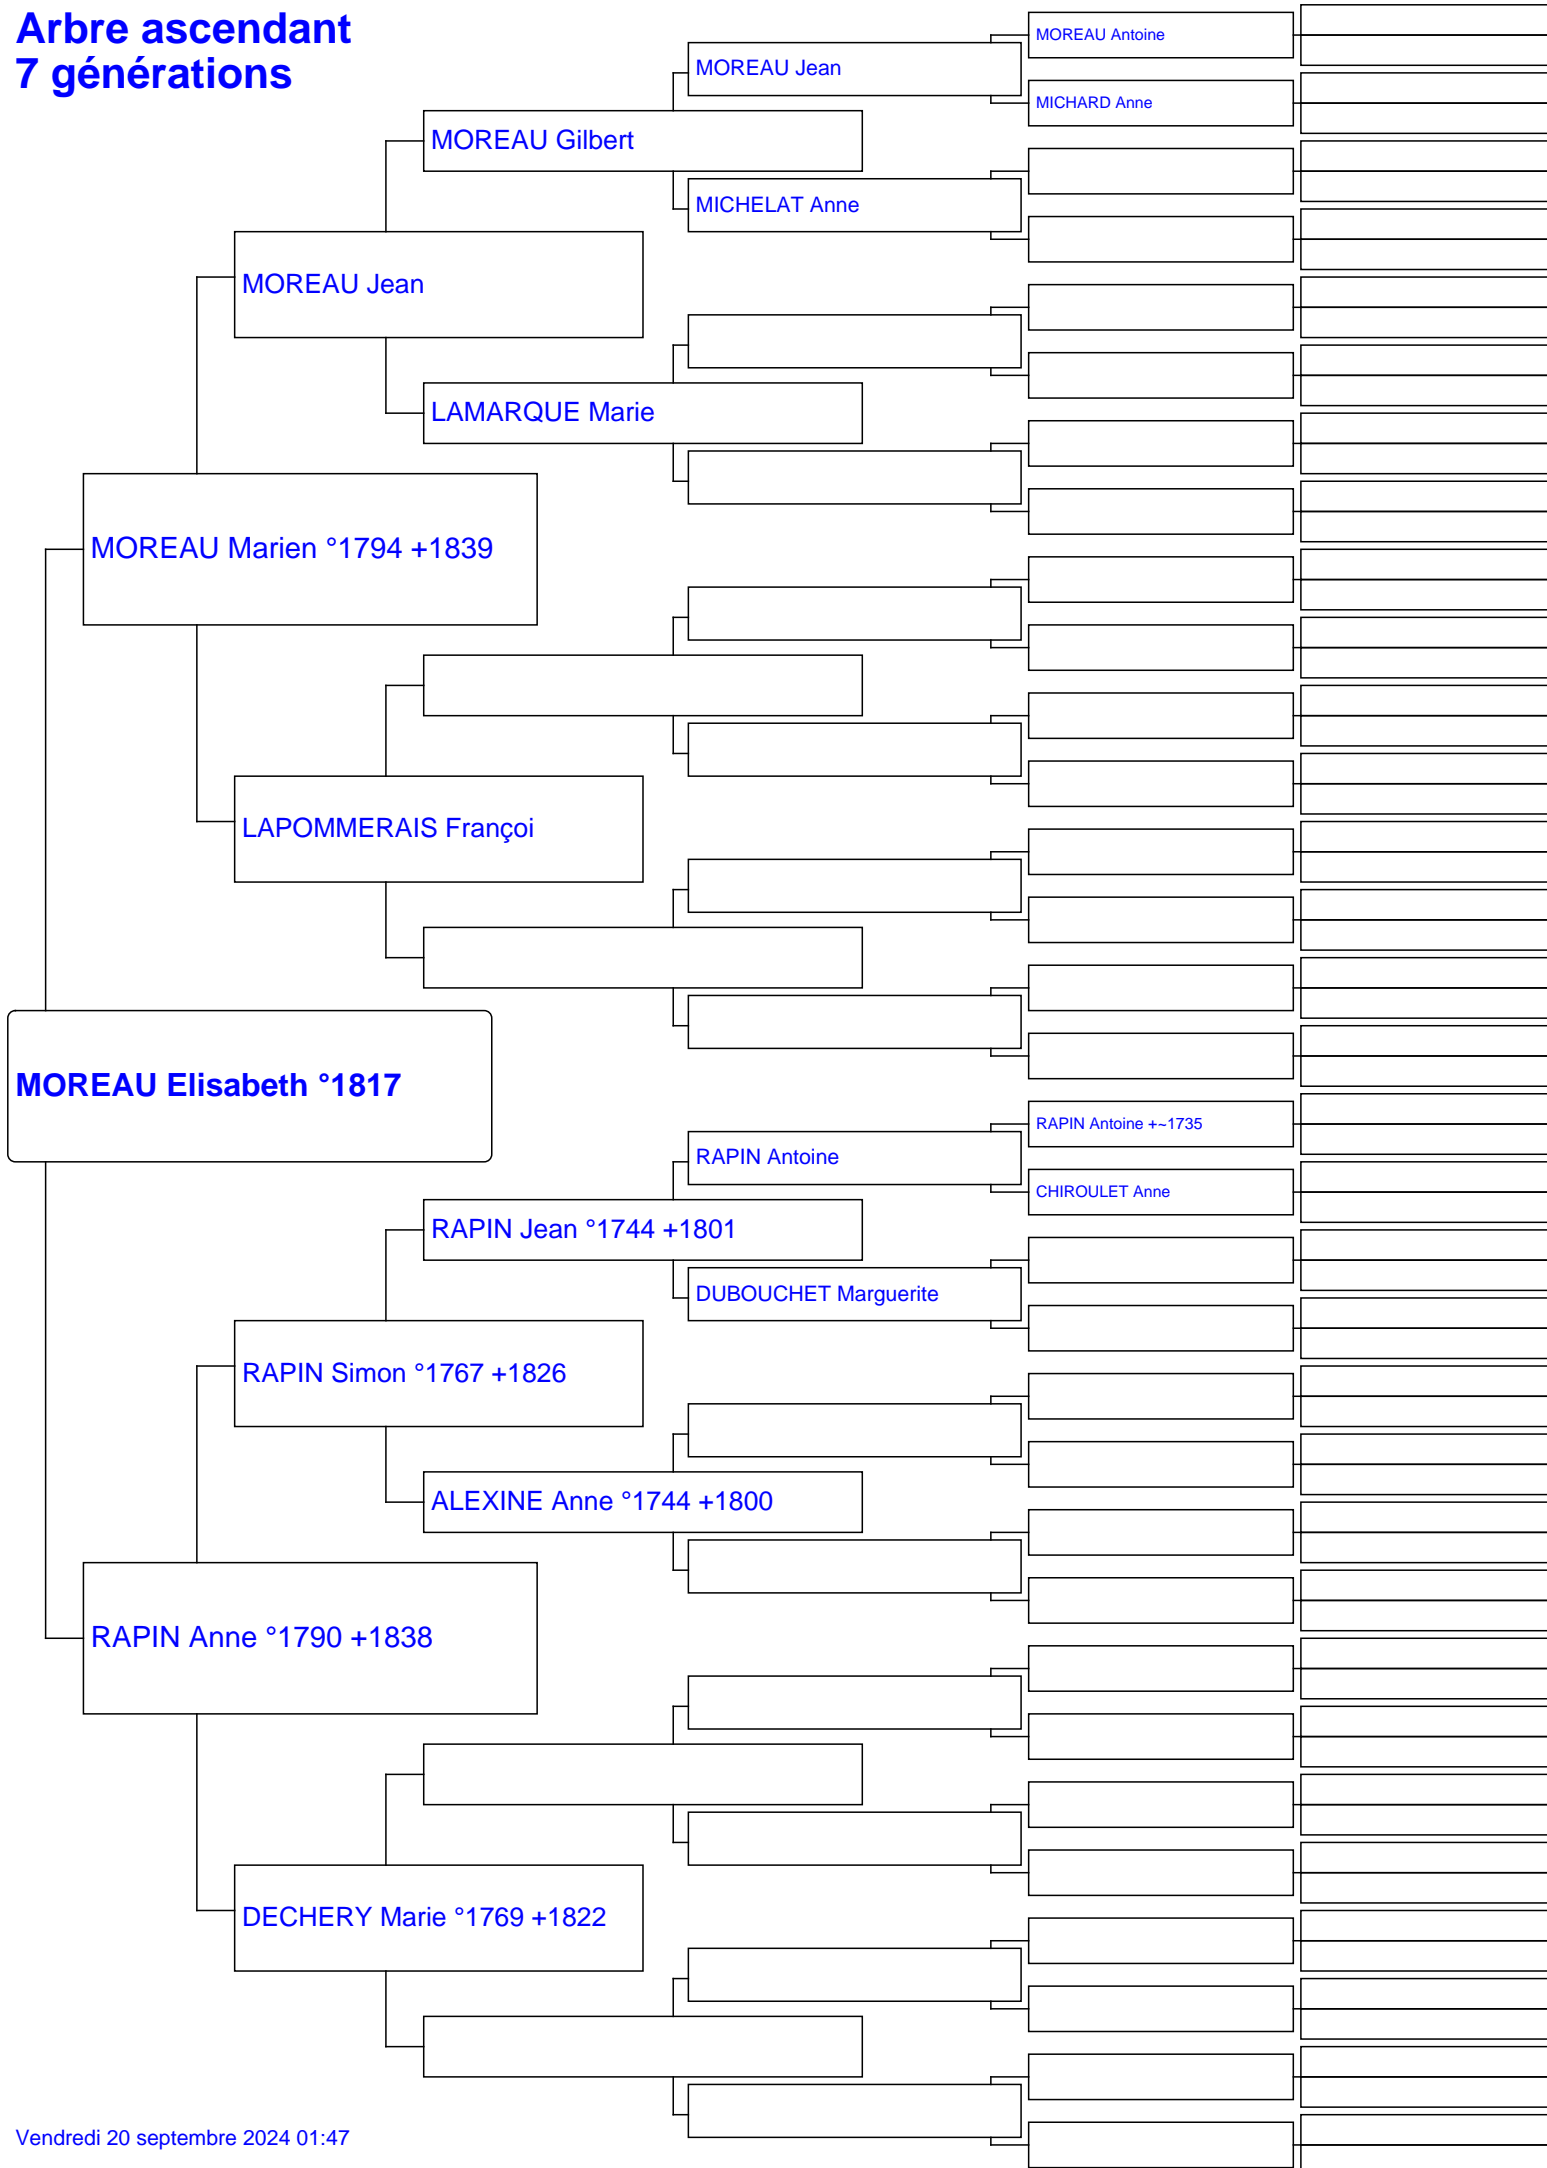 Arbre ascendant
7 générations
MOREAU Antoine
MOREAU Jean
MICHARD Anne
MOREAU Gilbert
MICHELAT Anne
MOREAU Jean
LAMARQUE Marie
MOREAU Marien °1794 +1839
LAPOMMERAIS Françoi
MOREAU Elisabeth °1817
RAPIN Antoine +~1735
RAPIN Antoine
CHIROULET Anne
RAPIN Jean °1744 +1801
DUBOUCHET Marguerite
RAPIN Simon °1767 +1826
ALEXINE Anne °1744 +1800
RAPIN Anne °1790 +1838
DECHERY Marie °1769 +1822
Vendredi 20 septembre 2024 01:47